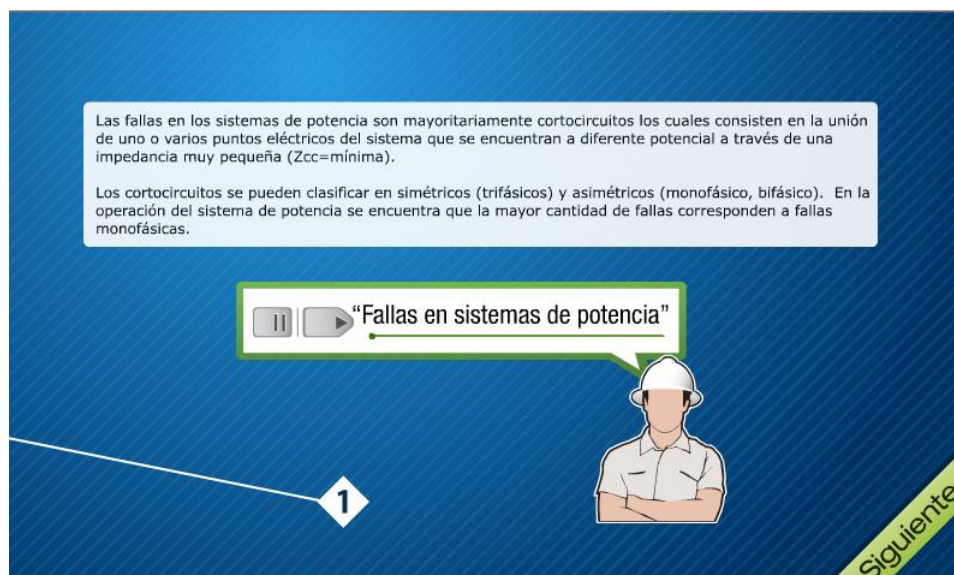 Las fallas en los sistemas de potencia son mayoritariamente cortocircuitos los cuales consisten en la unión
de uno o varios puntos eléctricos del sistema que se encuentran a diferente potencial a través de una
impedancia muy pequeña (Zcc=mínima).
Los cortocircuitos se pueden clasificar en simétricos (trifásicos) y asimétricos (monofásico, bifásico). En la
operación del sistema de potencia se encuentra que la mayor cantidad de fallas corresponden a fallas
monofásicas.
“Fallas en sistemas de potencia”
1
Siguiente